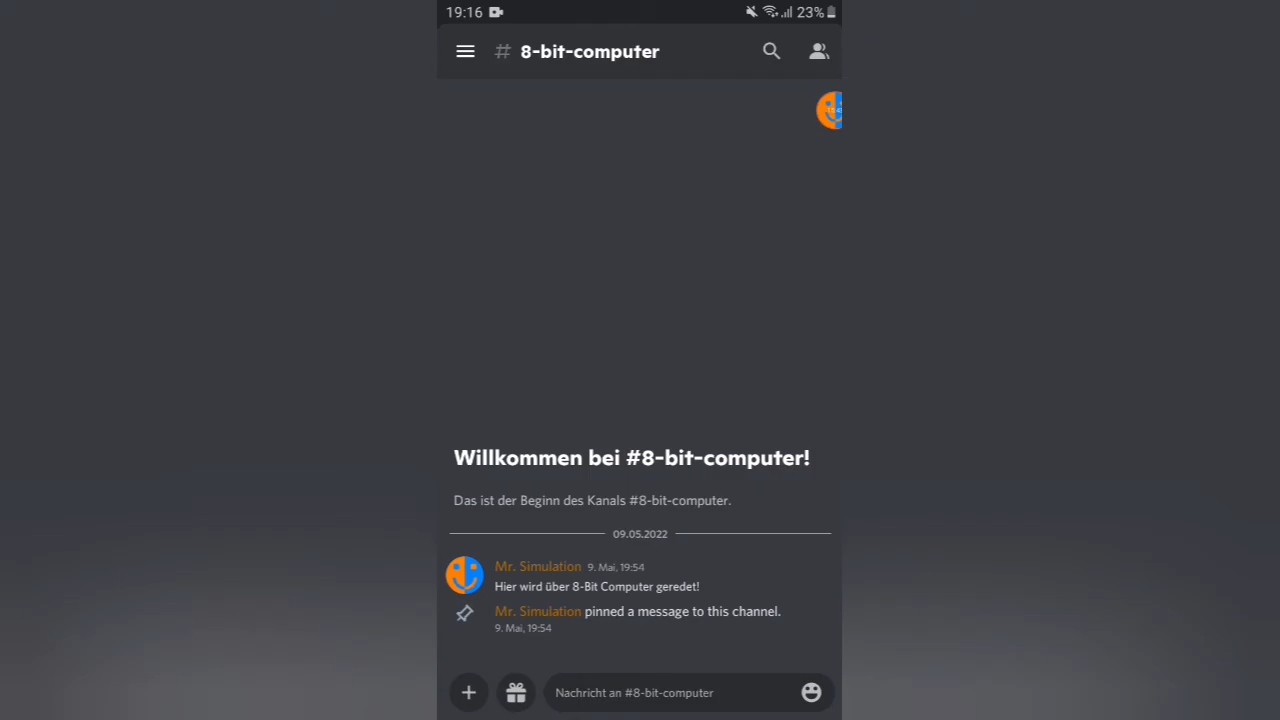 19:16 23%
# 8-bit-computer
Willkommen bei #8-bit-computer!
Das ist der Beginn des Kanals #8-bit-computer.
09.05.2022
Mr. Simulation 9. Mai, 19:54
Hier wird über 8-Bit Computer geredet!
Mr. Simulation pinned a message to this channel.
9. Mai, 19:54
Nachricht an #8-bit-computer